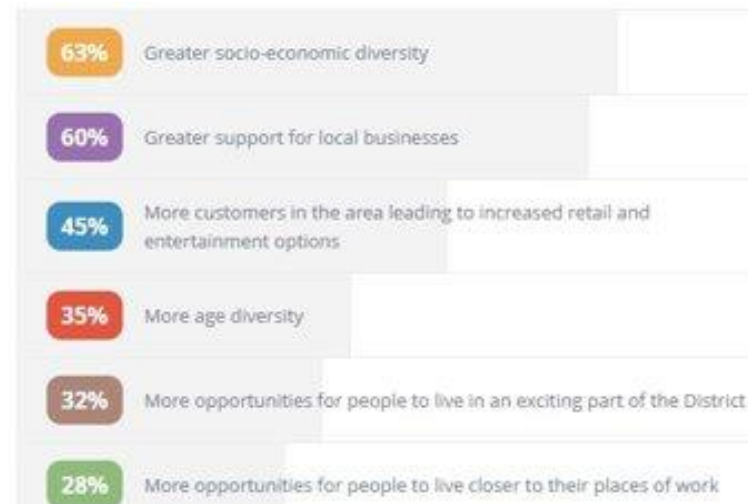 63% Greater socio-economic diversity
60% Greater support for local businesses
45% More customers in the area leading to increased retail and
entertainment options
35% More age diversity
32% More opportunities for people to live in an exciting part of the District
28% More opportunities for people to live closer to their places of work